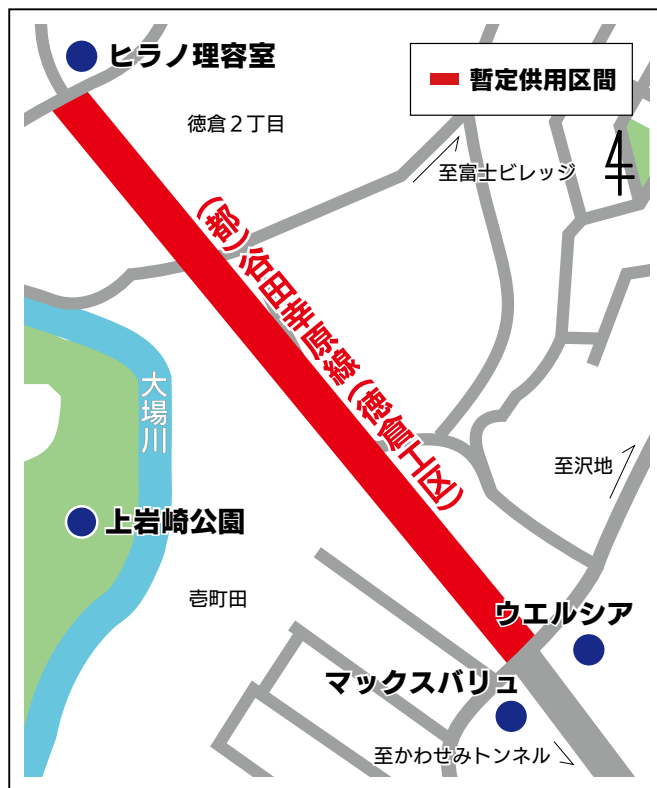 ヒラノ理容室
暫定供用区間
徳倉２丁目
至富士ビレッジ
(都)谷田幸原線(徳倉工区)
大場川
至沢地
上岩崎公園
壱町田
ウエルシア
マックスバリュ
至かわせみトンネル